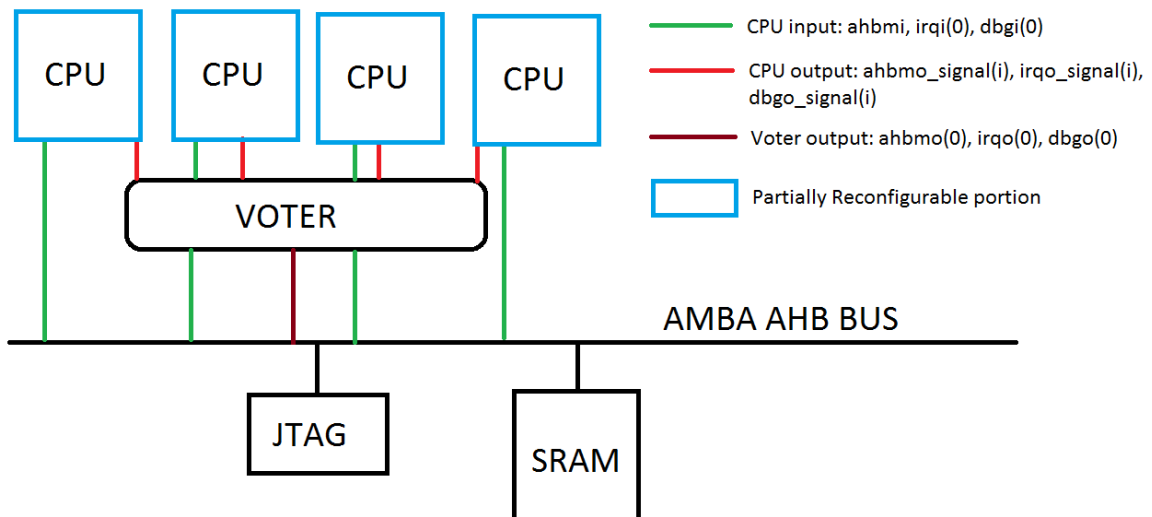 CPU
CPU
CPU
CPU
CPU input: ahbmi, irqi(0), dbgi(0)
CPU output: ahbmo_signal(i), irqo_signal(i),
dbgo_signal(i)
Voter output: ahbmo(0), irqo(0), dbgo(0)
Partially Reconfigurable portion
VOTER
AMBA AHB BUS
JTAG
SRAM